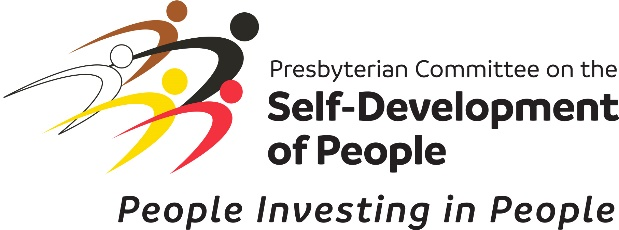 Presbyterian Committee on the
Self-Development
of People
People Investing in People